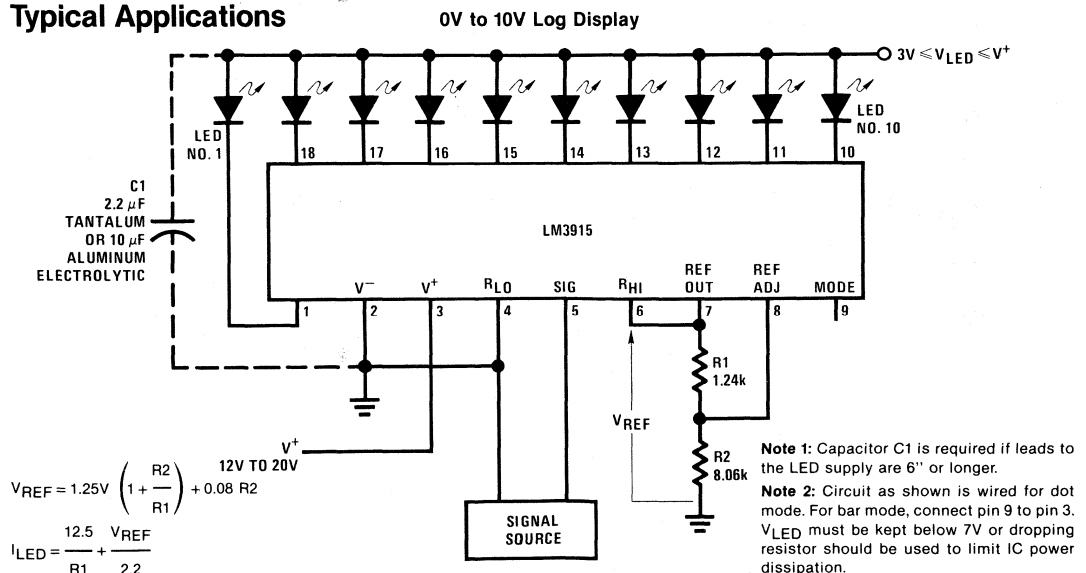 Typical Applications
0V to 10V Log Display
3V ≤ VLED ≤ V+
LED
NO. 1
LED
NO. 10
18
17
16
15
14
13
12
11
10
C1
2.2 µF
TANTALUM
OR 10 µF
ALUMINUM
ELECTROLYTIC
LM3915
V−
V+
RLO
SIG
RHI
REF
OUT
REF
ADJ
MODE
1
2
3
4
5
6
7
8
9
R1
1.24k
VREF
R2
8.06k
V+
12V TO 20V
SIGNAL
SOURCE
VREF = 1.25V (1 + R2/R1) + 0.08 R2
ILED = 12.5/R1 + VREF/2.2
Note 1: Capacitor C1 is required if leads to
the LED supply are 6'' or longer.
Note 2: Circuit as shown is wired for dot
mode. For bar mode, connect pin 9 to pin 3.
VLED must be kept below 7V or dropping
resistor should be used to limit IC power
dissipation.